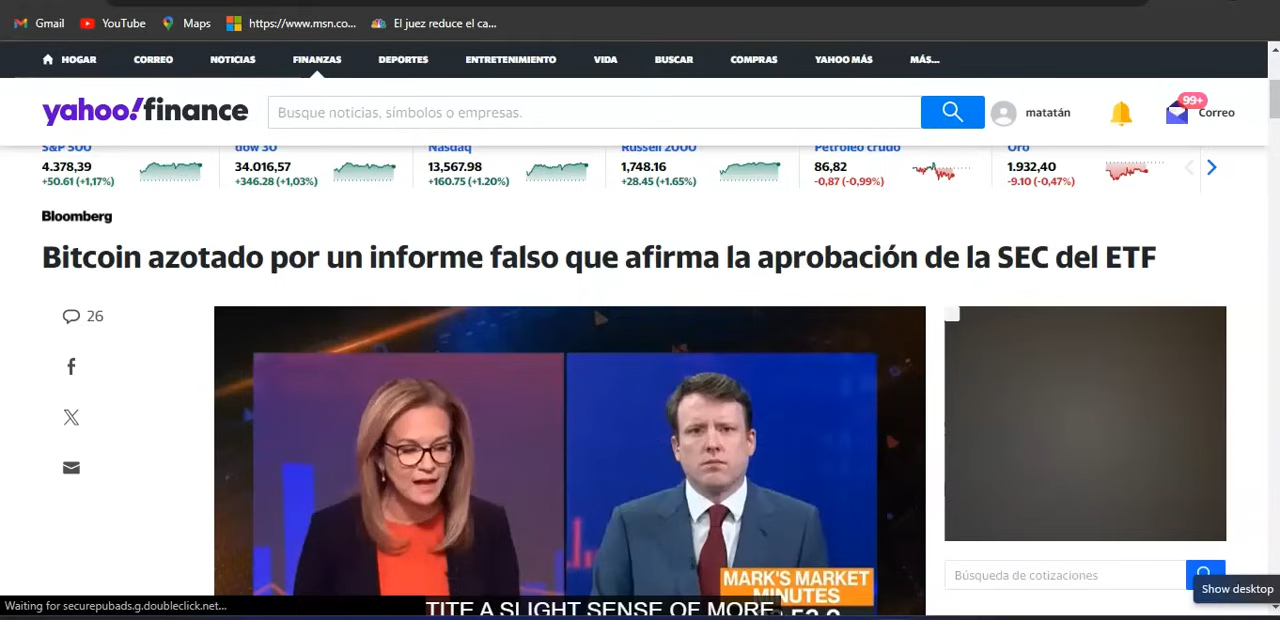 Gmail YouTube Maps https://www.msn.co... El juez reduce el ca...
HOGAR CORREO NOTICIAS FINANZAS DEPORTES ENTRETENIMIENTO VIDA BUSCAR COMPRAS YAHOO MÁS MÁS...
yahoo!finance Busque noticias, símbolos o empresas. matatán 99+ Correo
S&P 500 dow 30 Nasdaq Russell 2000 Petróleo crudo Oro
4.378,39 34.016,57 13,567.98 1,748.16 86,82 1.932,40
+50.61 (+1,17%) +346.28 (+1,03%) +160.75 (+1.20%) +28.45 (+1.65%) -0,87 (-0,99%) -9.10 (-0,47%)
Bloomberg
Bitcoin azotado por un informe falso que afirma la aprobación de la SEC del ETF
26
MARK'S MARKET
MINUTES
Búsqueda de cotizaciones
Show desktop
Waiting for securepubads.g.doubleclick.net...
TITE A SLIGHT SENSE OF MORE